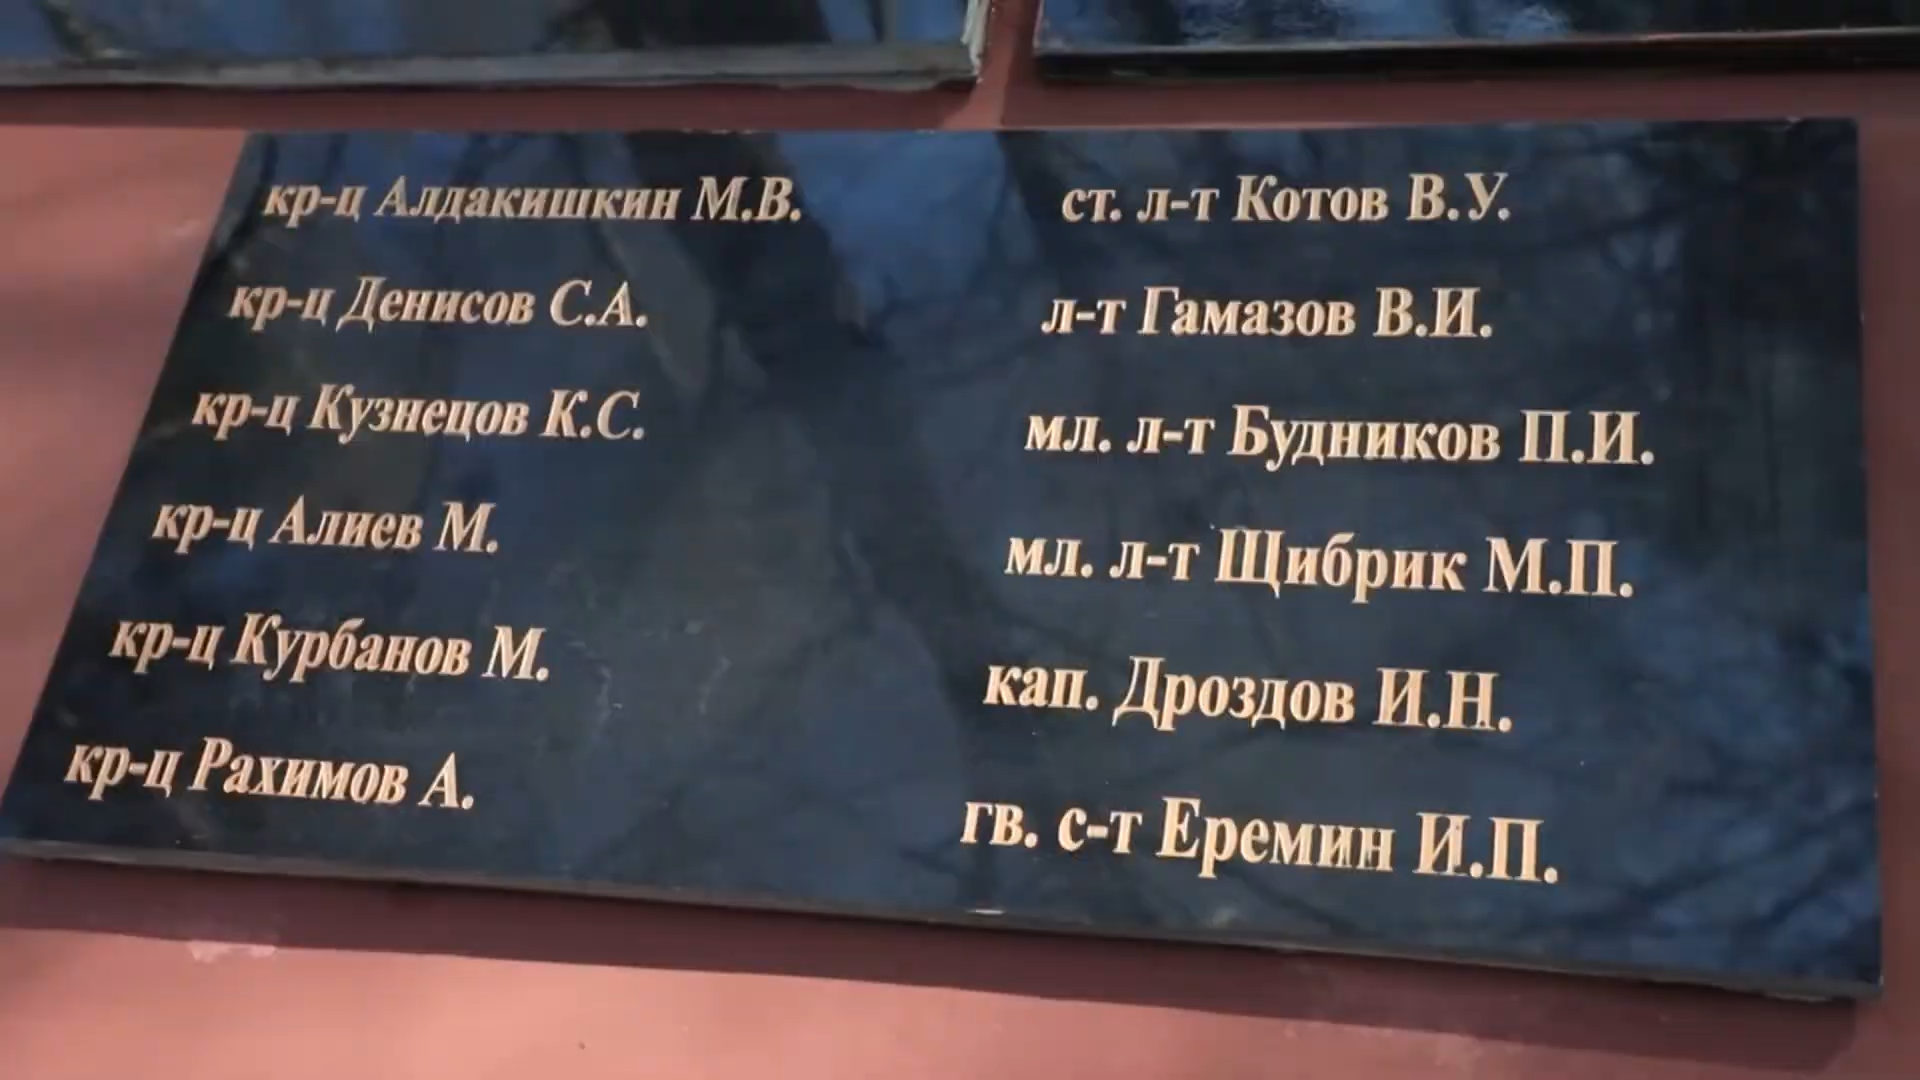 кр-ц Алдакишкин М.В.
кр-ц Денисов С.А.
кр-ц Кузнецов К.С.
кр-ц Алиев М.
кр-ц Курбанов М.
кр-ц Рахимов А.
ст. л-т Котов В.У.
л-т Гамазов В.И.
мл. л-т Будников П.И.
мл. л-т Щибрик М.П.
кап. Дроздов И.Н.
гв. с-т Еремин И.П.